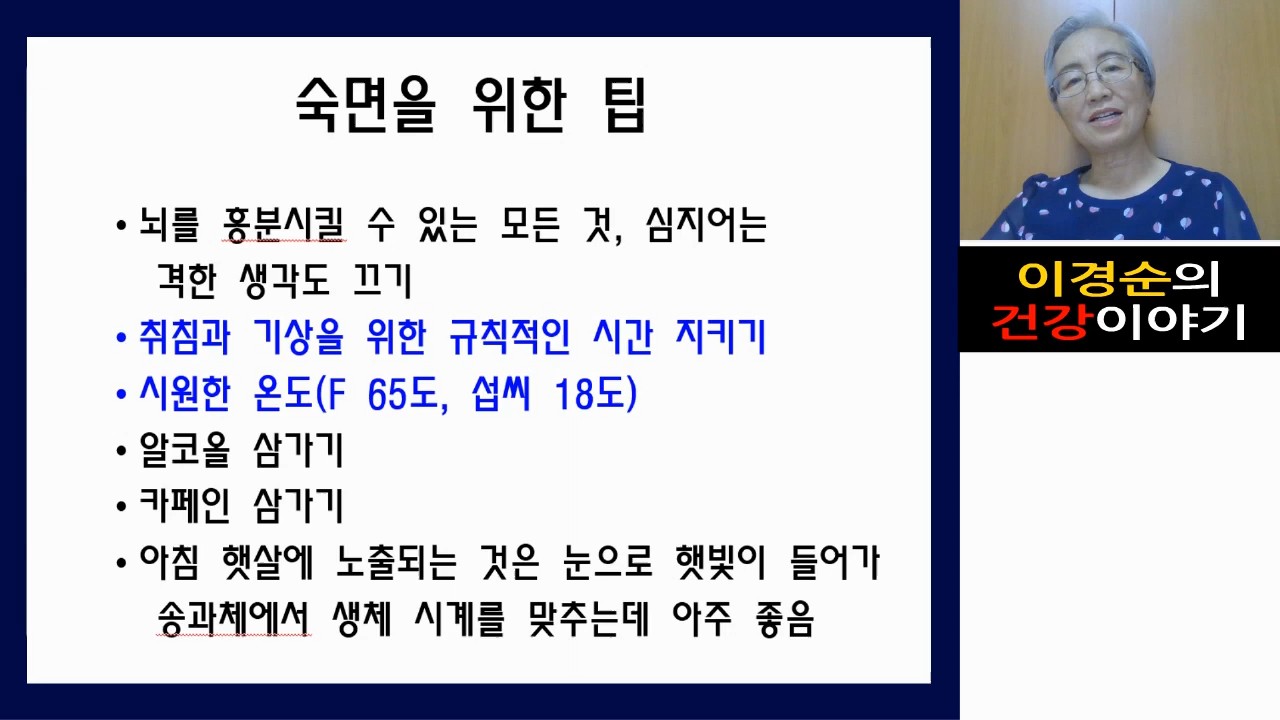 숙면을 위한 팁
• 뇌를 흥분시킬 수 있는 모든 것, 심지어는
격한 생각도 끄기
• 취침과 기상을 위한 규칙적인 시간 지키기
• 시원한 온도(F 65도, 섭씨 18도)
• 알코올 삼가기
• 카페인 삼가기
• 아침 햇살에 노출되는 것은 눈으로 햇빛이 들어가
송과체에서 생체 시계를 맞추는데 아주 좋음
이경순의
건강이야기